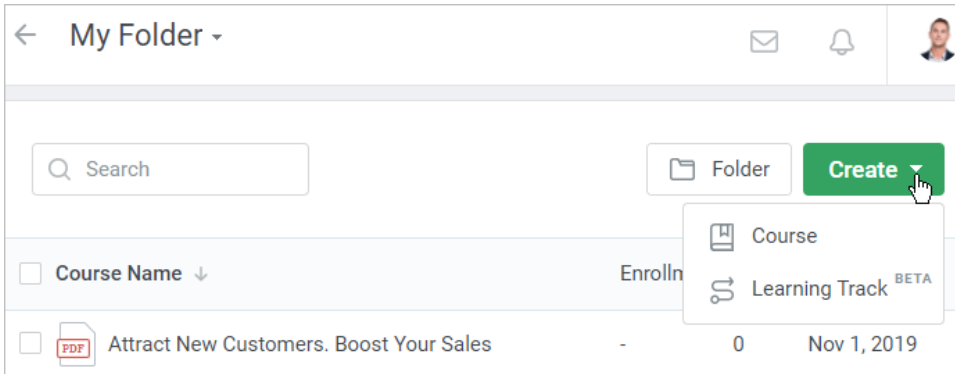 My Folder
Search
Folder
Create
Course
Learning Track BETA
Course Name
PDF
Attract New Customers. Boost Your Sales
-
0
Nov 1, 2019